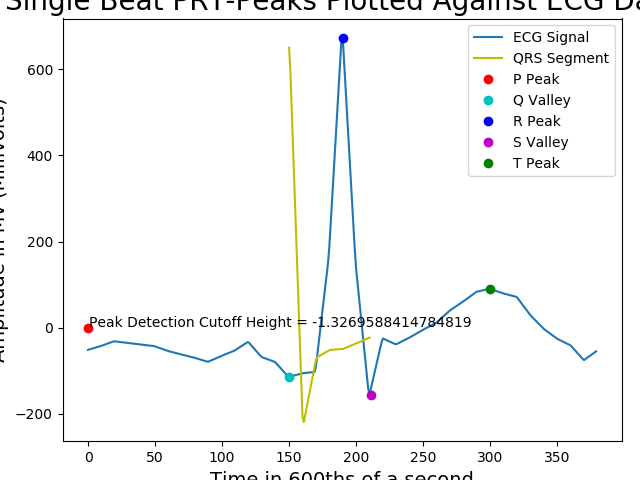 Single Beat PRT-Peaks Plotted Against ECG Da
Amplitude in MV (Millivolts)
600
400
200
0
−200
ECG Signal
QRS Segment
P Peak
Q Valley
R Peak
S Valley
T Peak
Peak Detection Cutoff Height = -1.3269588414784819
0
50
100
150
200
250
300
350
Time in 600ths of a second